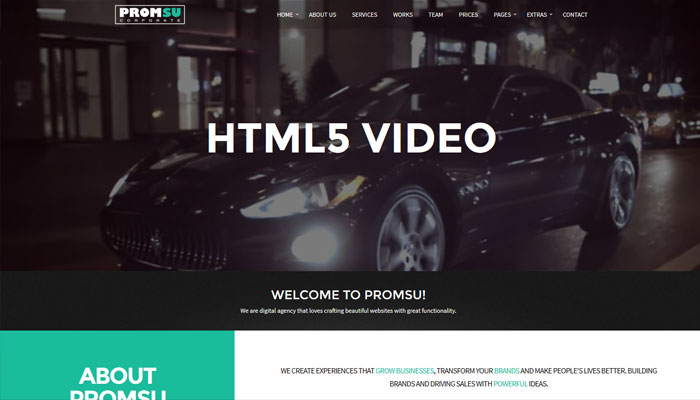 PROMSU
CORPORATE
HOME ABOUT US SERVICES WORKS TEAM PRICES PAGES EXTRAS CONTACT
HTML5 VIDEO
WELCOME TO PROMSU!
We are digital agency that loves crafting beautiful websites with great functionality.
ABOUT
PROMSU
WE CREATE EXPERIENCES THAT GROW BUSINESSES, TRANSFORM YOUR BRANDS AND MAKE PEOPLE'S LIVES BETTER. BUILDING
BRANDS AND DRIVING SALES WITH POWERFUL IDEAS.